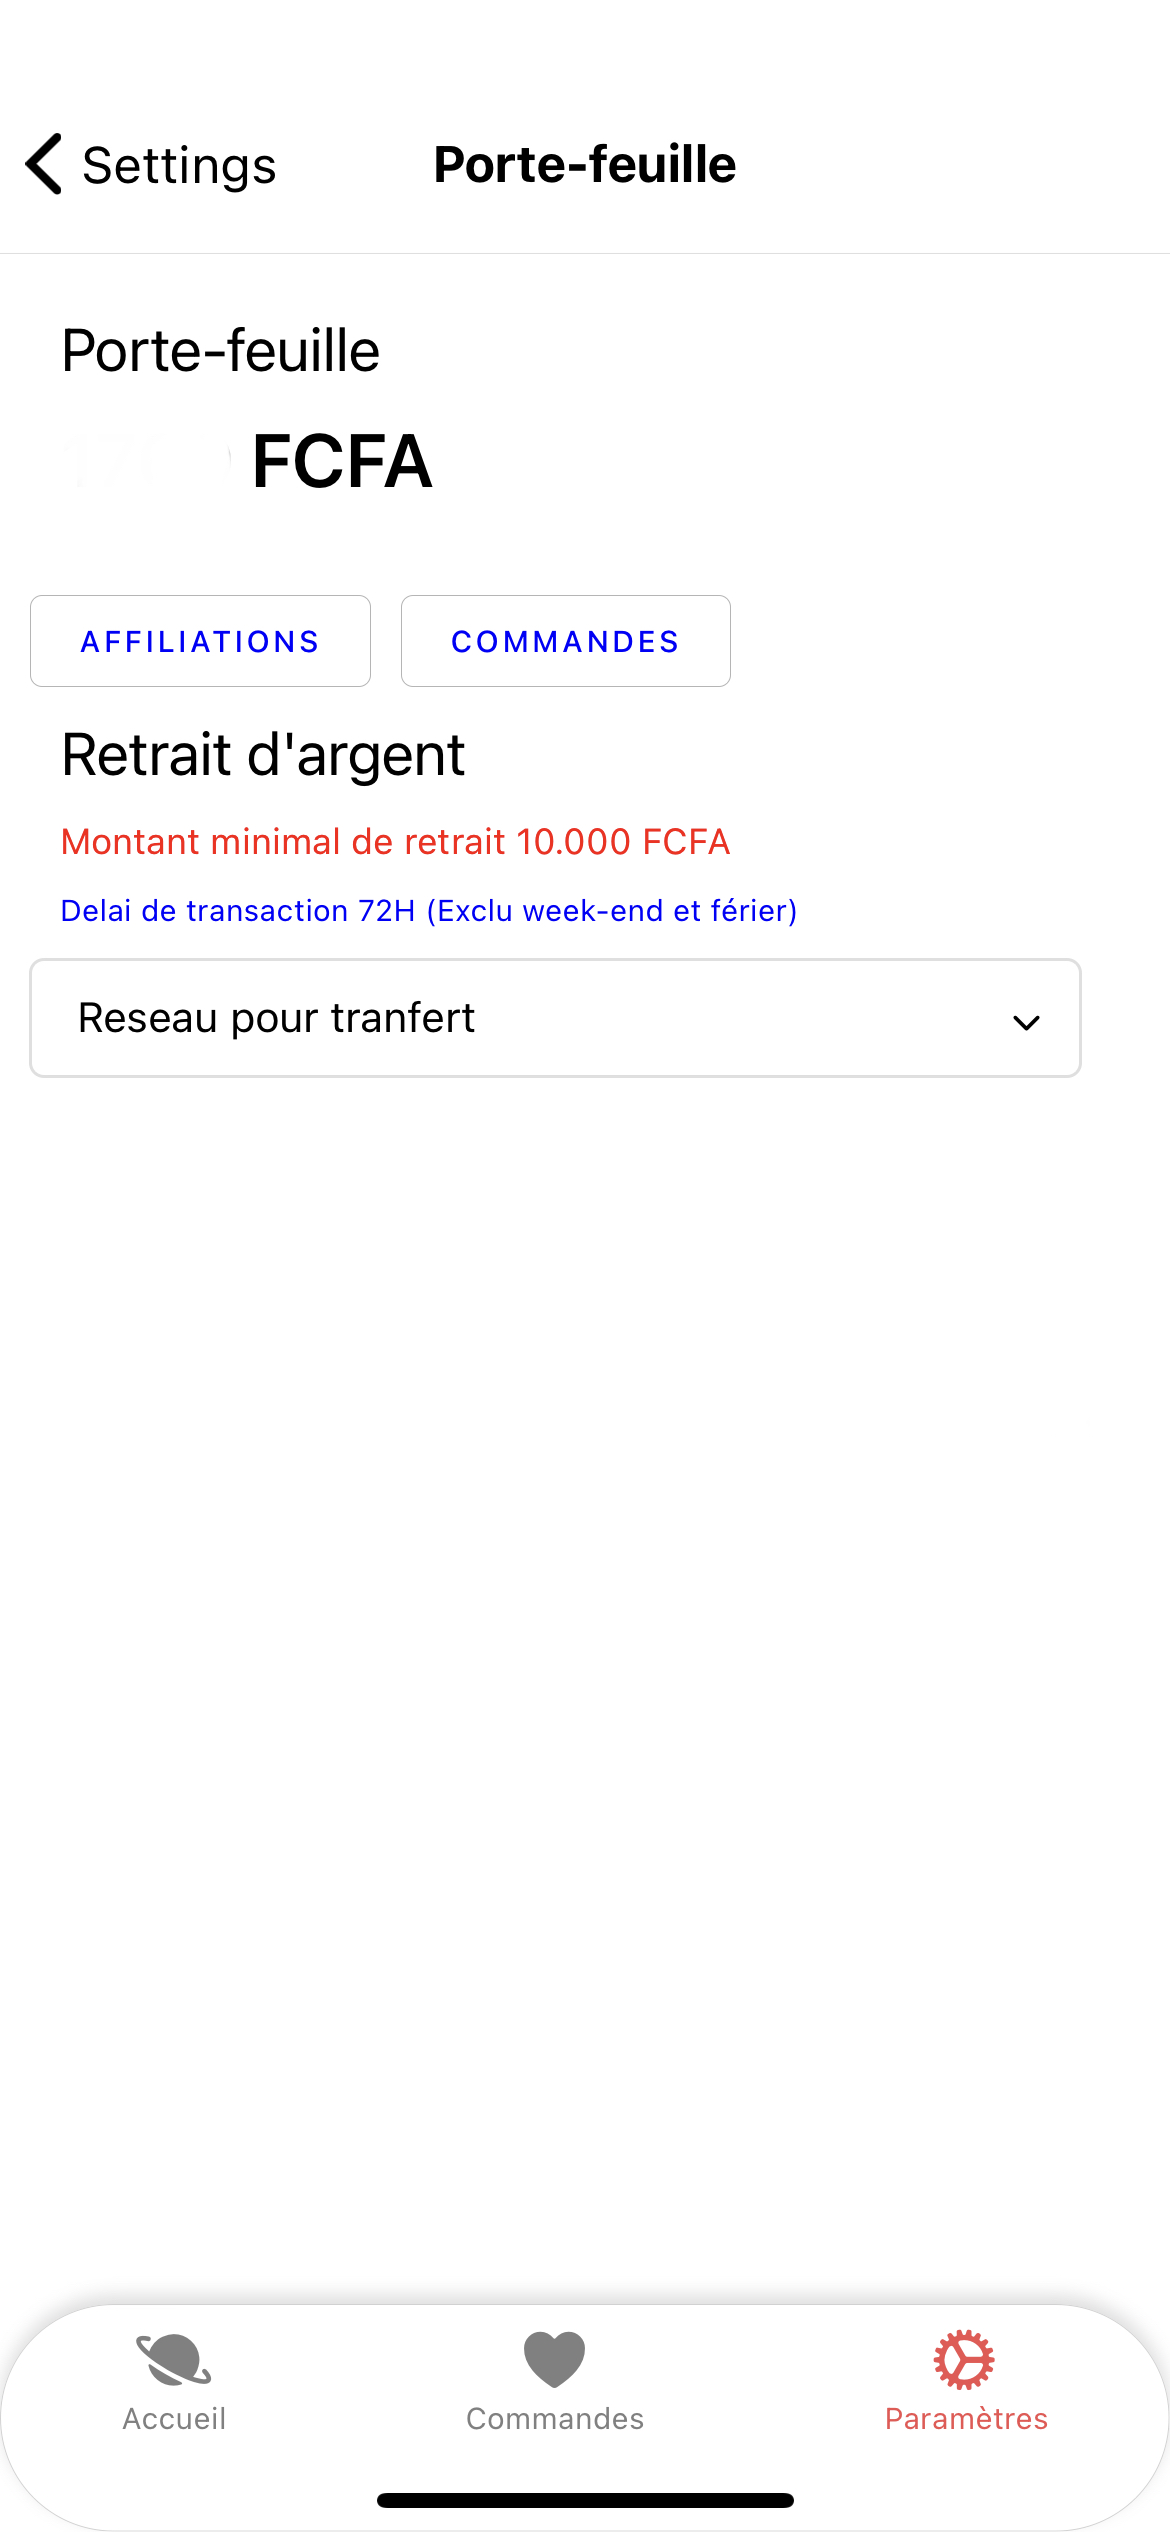 Settings
Porte-feuille
Porte-feuille
FCFA
AFFILIATIONS
COMMANDES
Retrait d'argent
Montant minimal de retrait 10.000 FCFA
Delai de transaction 72H (Exclu week-end et férier)
Reseau pour tranfert
Accueil
Commandes
Paramètres